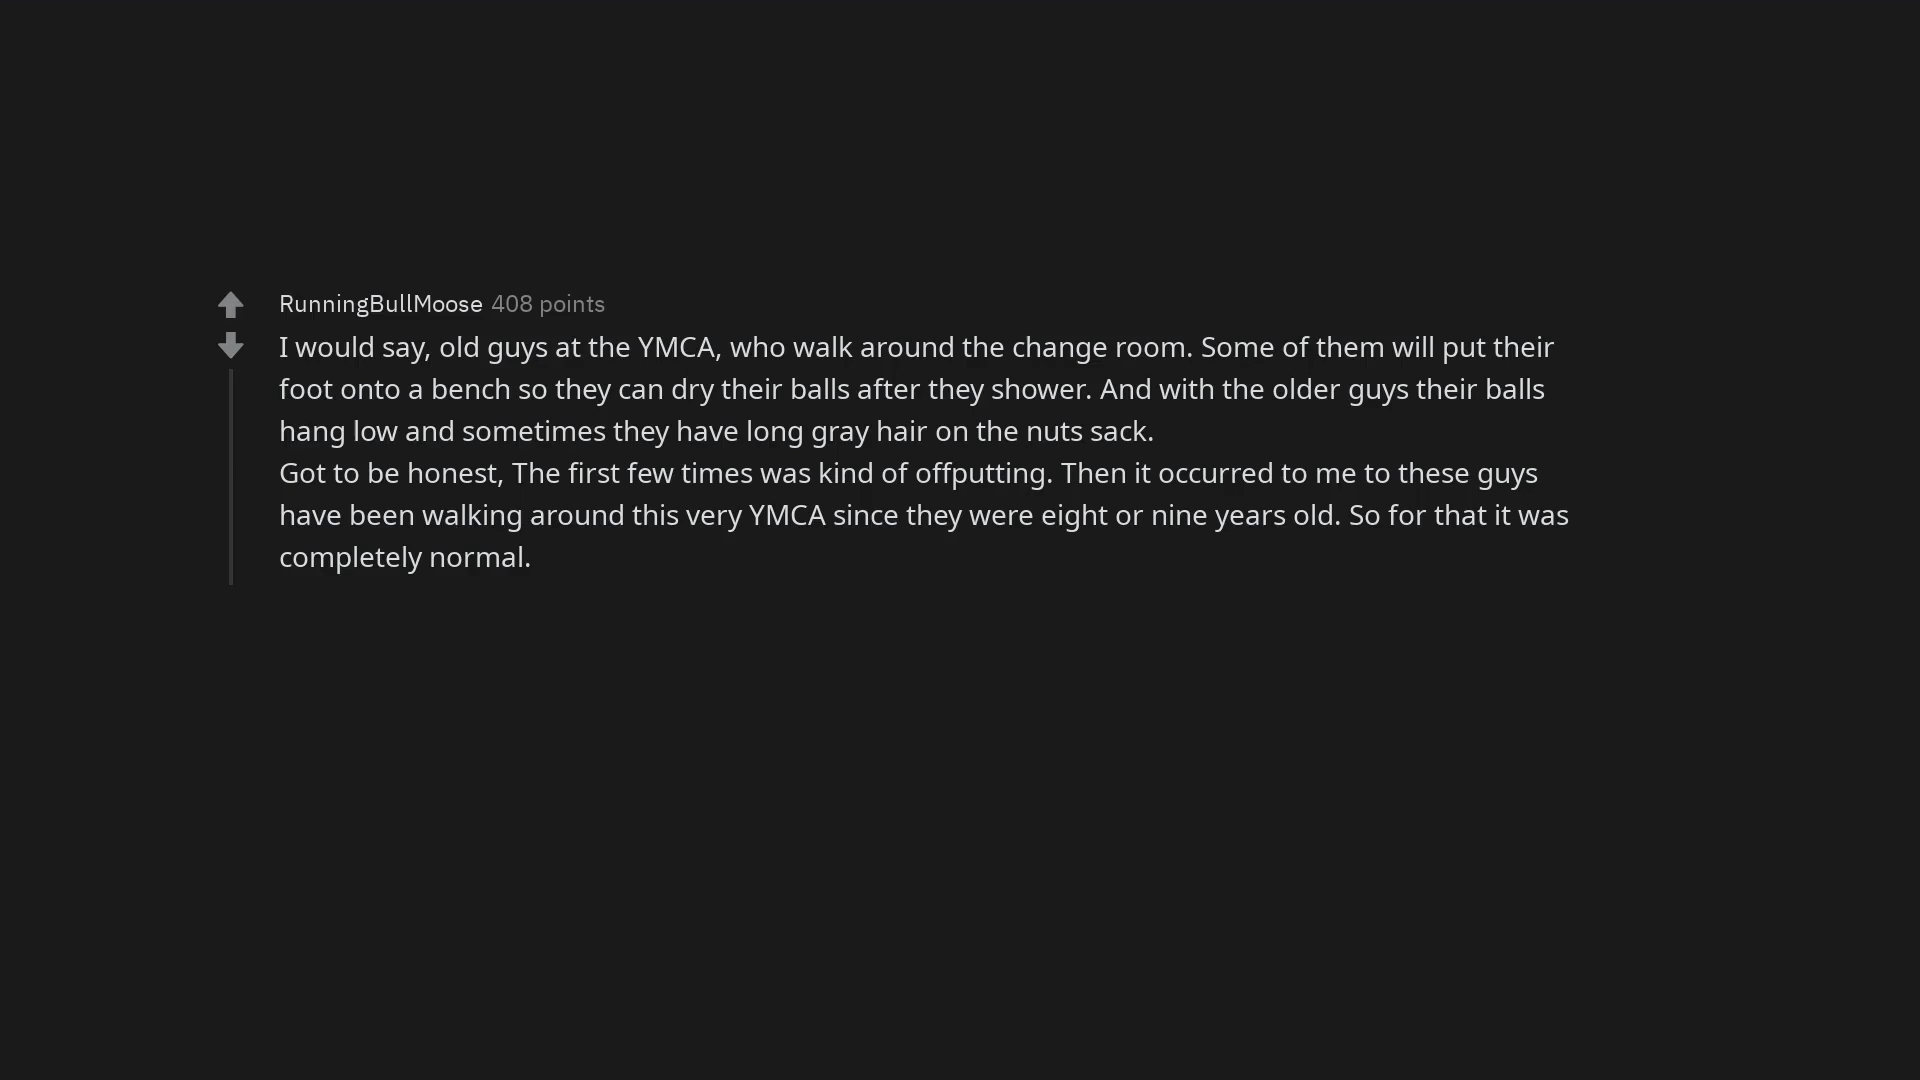 RunningBullMoose 408 points
I would say, old guys at the YMCA, who walk around the change room. Some of them will put their
foot onto a bench so they can dry their balls after they shower. And with the older guys their balls
hang low and sometimes they have long gray hair on the nuts sack.
Got to be honest, The first few times was kind of offputting. Then it occurred to me to these guys
have been walking around this very YMCA since they were eight or nine years old. So for that it was
completely normal.